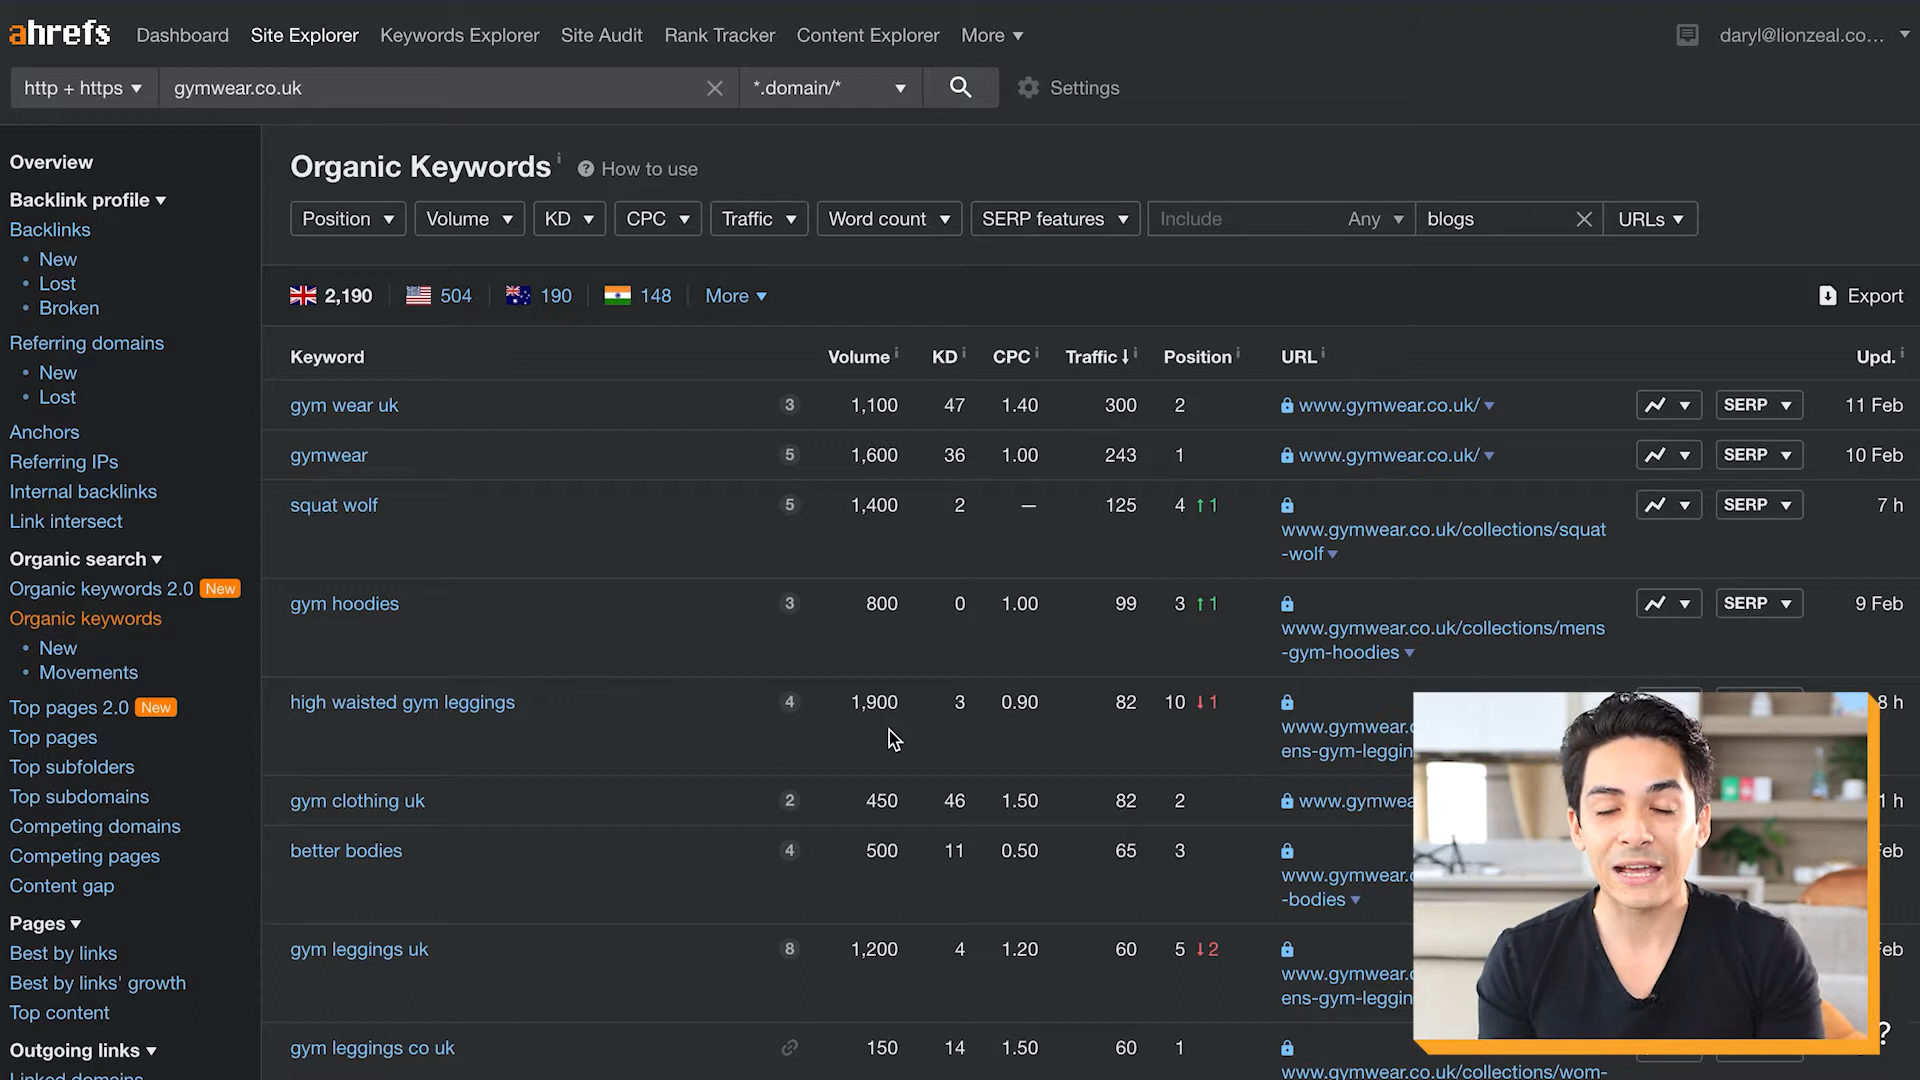 ahrefs Dashboard Site Explorer Keywords Explorer Site Audit Rank Tracker Content Explorer More daryl@lionzeal.co...
http + https gymwear.co.uk *.domain/* Settings
Overview
Backlink profile
Backlinks
New
Lost
Broken
Referring domains
New
Lost
Anchors
Referring IPs
Internal backlinks
Link intersect
Organic search
Organic keywords 2.0 New
Organic keywords
New
Movements
Top pages 2.0 New
Top pages
Top subfolders
Top subdomains
Competing domains
Competing pages
Content gap
Pages
Best by links
Best by links' growth
Top content
Outgoing links
Linked domains
Organic Keywords i ? How to use
Position Volume KD CPC Traffic Word count SERP features Include Any blogs URLs
2,190 504 190 148 More Export
Keyword Volume i KD i CPC i Traffic i Position i URL i Upd. i
gym wear uk 3 1,100 47 1.40 300 2 www.gymwear.co.uk/ SERP 11 Feb
gymwear 5 1,600 36 1.00 243 1 www.gymwear.co.uk/ SERP 10 Feb
squat wolf 5 1,400 2 — 125 4 ↑1 SERP 7 h
www.gymwear.co.uk/collections/squat
-wolf
gym hoodies 3 800 0 1.00 99 3 ↑1 SERP 9 Feb
www.gymwear.co.uk/collections/mens
-gym-hoodies
high waisted gym leggings 4 1,900 3 0.90 82 10 ↓1 8 h
www.gymwear.c
ens-gym-leggin
gym clothing uk 2 450 46 1.50 82 2 www.gymwea 1 h
better bodies 4 500 11 0.50 65 3 eb
www.gymwear.c
-bodies
gym leggings uk 8 1,200 4 1.20 60 5 ↓2 eb
www.gymwear.c
ens-gym-leggin
gym leggings co uk 150 14 1.50 60 1
www.gymwear.co.uk/collections/wom-
?